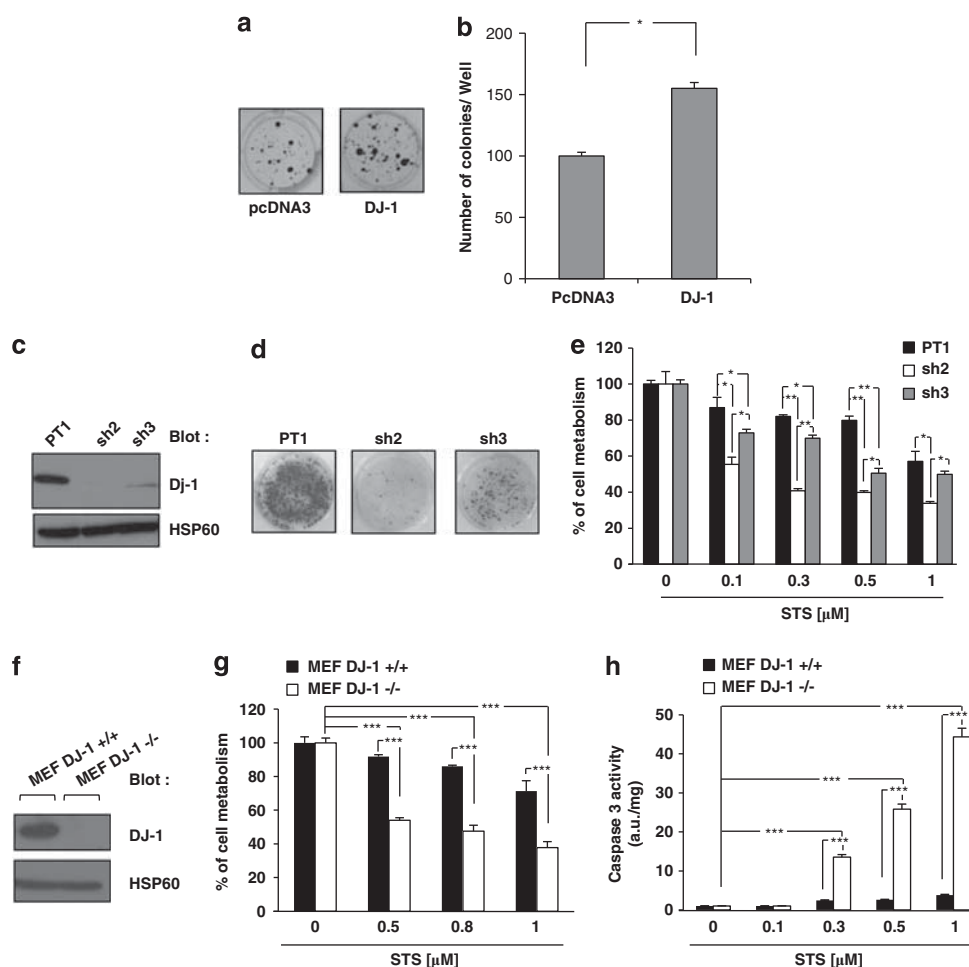 a
pcDNA3
DJ-1
b
Number of colonies/ Well
200
150
100
50
0
*
PcDNA3
DJ-1
c
PT1
sh2
sh3
Blot :
Dj-1
HSP60
d
PT1
sh2
sh3
e
PT1
sh2
sh3
% of cell metabolism
120
100
80
60
40
20
0
* * *
* ** **
** ** *
* *
0 0.1 0.3 0.5 1
STS [µM]
f
MEF DJ-1 +/+
MEF DJ-1 -/-
Blot :
DJ-1
HSP60
g
MEF DJ-1 +/+
MEF DJ-1 -/-
% of cell metabolism
120
100
80
60
40
20
0
***
***
***
*** *** ***
0 0.5 0.8 1
STS [µM]
h
MEF DJ-1 +/+
MEF DJ-1 -/-
Caspase 3 activity
(a.u./mg)
50
40
30
20
10
0
***
***
***
*** *** ***
0 0.1 0.3 0.5 1
STS [µM]